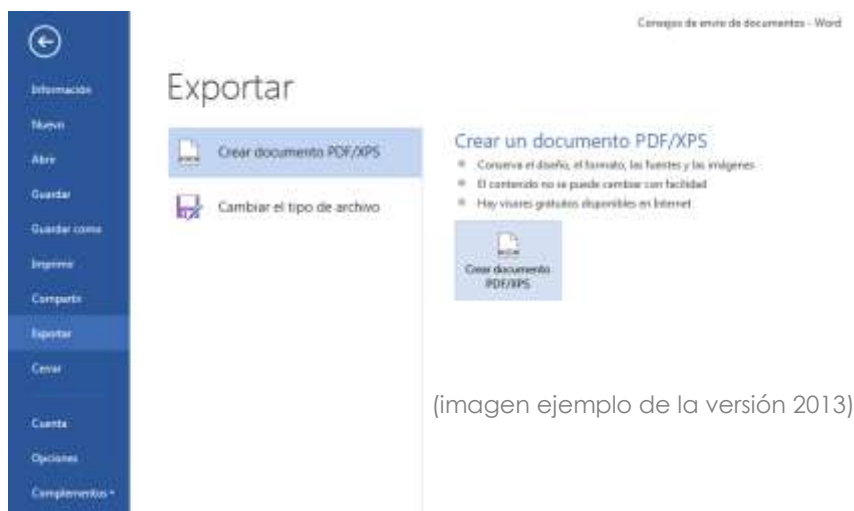 Consejos de envio de documentos - Word
Exportar
Información
Nuevo
Abrir
Guardar
Guardar como
Imprimir
Compartir
Exportar
Cerrar
Cuenta
Opciones
Complementos
Crear documento PDF/XPS
Cambiar el tipo de archivo
Crear un documento PDF/XPS
Conserva el diseño, el formato, las fuentes y las imágenes
El contenido no se puede cambiar con facilidad
Hay visores gratuitos disponibles en Internet
Crear documento
PDF/XPS
(imagen ejemplo de la versión 2013)